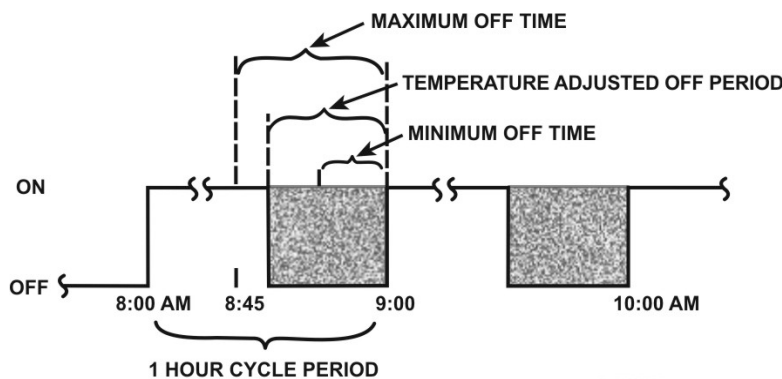 MAXIMUM OFF TIME
TEMPERATURE ADJUSTED OFF PERIOD
MINIMUM OFF TIME
ON
OFF
8:00 AM 8:45 9:00 10:00 AM
1 HOUR CYCLE PERIOD